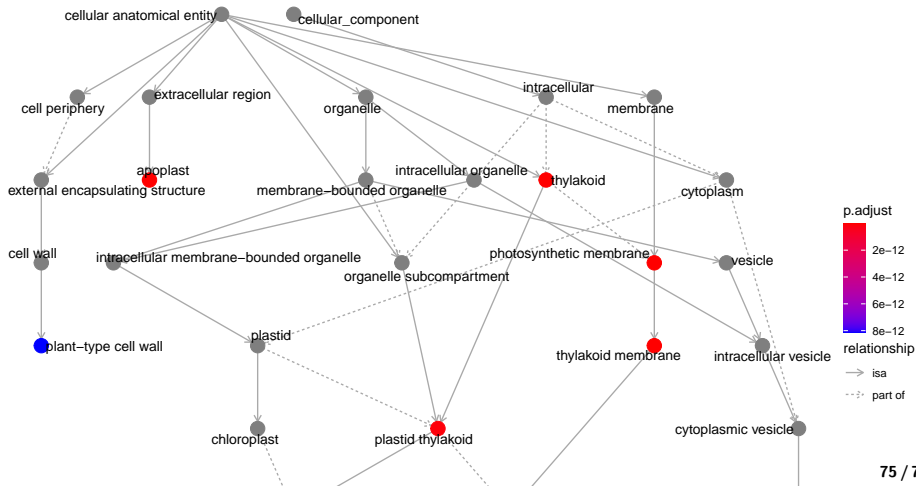 cellular anatomical entity
cellular_component
cell periphery
extracellular region
organelle
intracellular
membrane
external encapsulating structure
apoplast
membrane−bounded organelle
intracellular organelle
thylakoid
cytoplasm
cell wall
intracellular membrane−bounded organelle
organelle subcompartment
photosynthetic membrane
vesicle
plant−type cell wall
plastid
thylakoid membrane
intracellular vesicle
chloroplast
plastid thylakoid
cytoplasmic vesicle
p.adjust
2e−12
4e−12
6e−12
8e−12
relationship
isa
part of
75 / 7